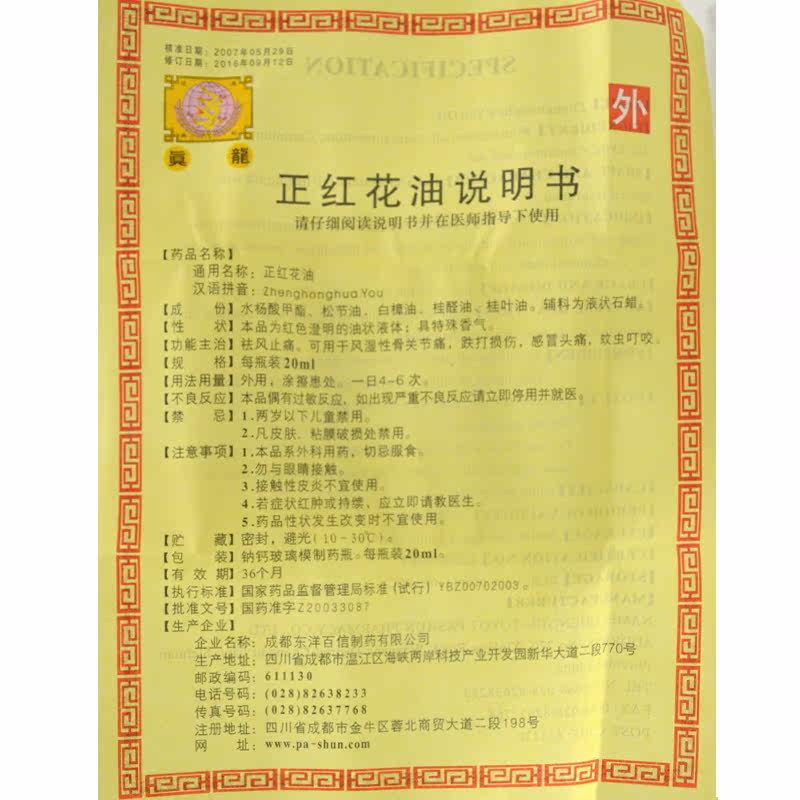 核准日期：2007年05月29日
修订日期：2016年09月12日
外
真 龍
正红花油说明书
请仔细阅读说明书并在医师指导下使用
【药品名称】
通用名称：正红花油
汉语拼音：Zhenghonghua You
【成 份】水杨酸甲酯、松节油、白樟油、桂醛油、桂叶油。辅料为液状石蜡。
【性 状】本品为红色澄明的油状液体；具特殊香气。
【功能主治】祛风止痛。可用于风湿性骨关节痛，跌打损伤，感冒头痛，蚊虫叮咬。
【规 格】每瓶装20ml
【用法用量】外用，涂擦患处。一日4-6次。
【不良反应】本品偶有过敏反应，如出现严重不良反应请立即停用并就医。
【禁 忌】1.两岁以下儿童禁用。
2.凡皮肤、粘膜破损处禁用。
【注意事项】1.本品系外科用药，切忌服食。
2.勿与眼睛接触。
3.接触性皮炎不宜使用。
4.若症状红肿或持续，应立即请教医生。
5.药品性状发生改变时不宜使用。
【贮 藏】密封，避光(10-30℃)。
【包 装】钠钙玻璃模制药瓶。每瓶装20ml。
【有 效 期】36个月
【执行标准】国家药品监督管理局标准(试行) YBZ00702003。
【批准文号】国药准字Z20033087
【生产企业】
企业名称：成都东洋百信制药有限公司
生产地址：四川省成都市温江区海峡两岸科技产业开发园新华大道二段770号
邮政编码：611130
电话号码：(028)82638233
传真号码：(028)82637768
注册地址：四川省成都市金牛区蓉北商贸大道二段198号
网 址：www.pa-shun.com